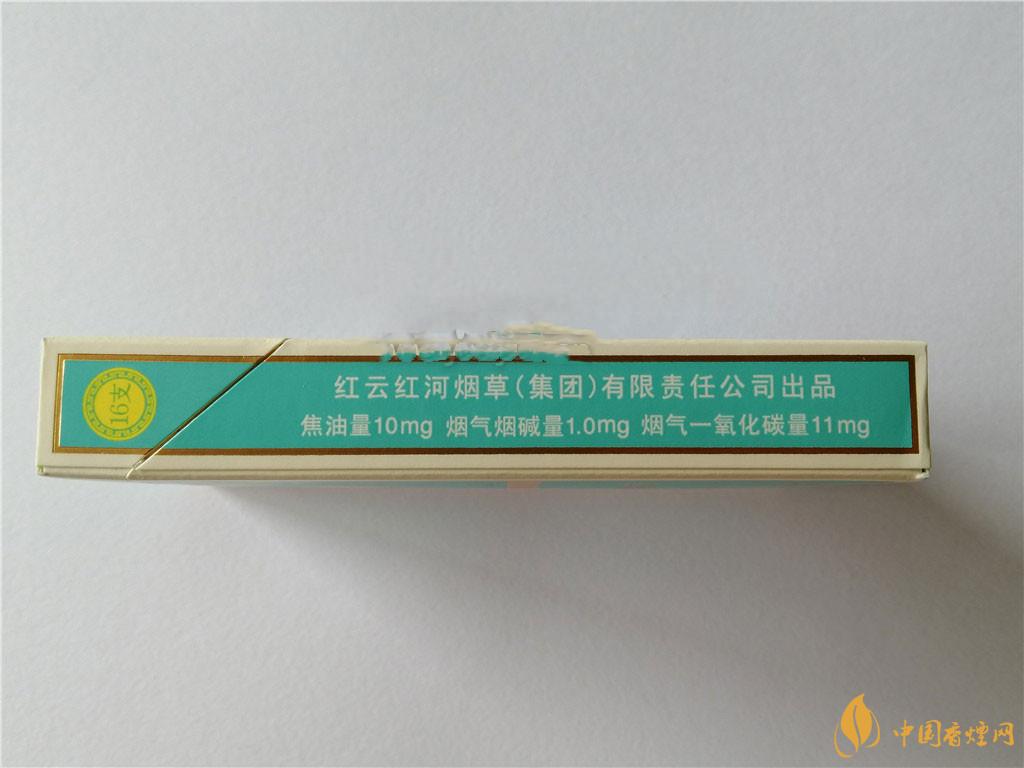 16支
红云红河烟草(集团)有限责任公司出品
焦油量10mg 烟气烟碱量1.0mg 烟气一氧化碳量11mg
中国香煙网